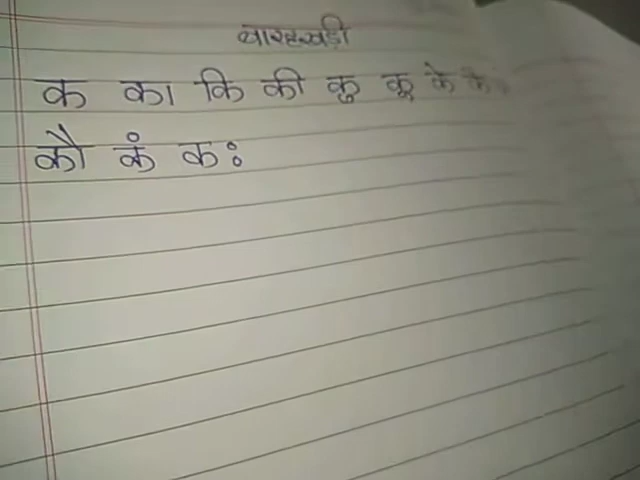 बारहखड़ी
क का कि की कु कू के
कौ कं कः